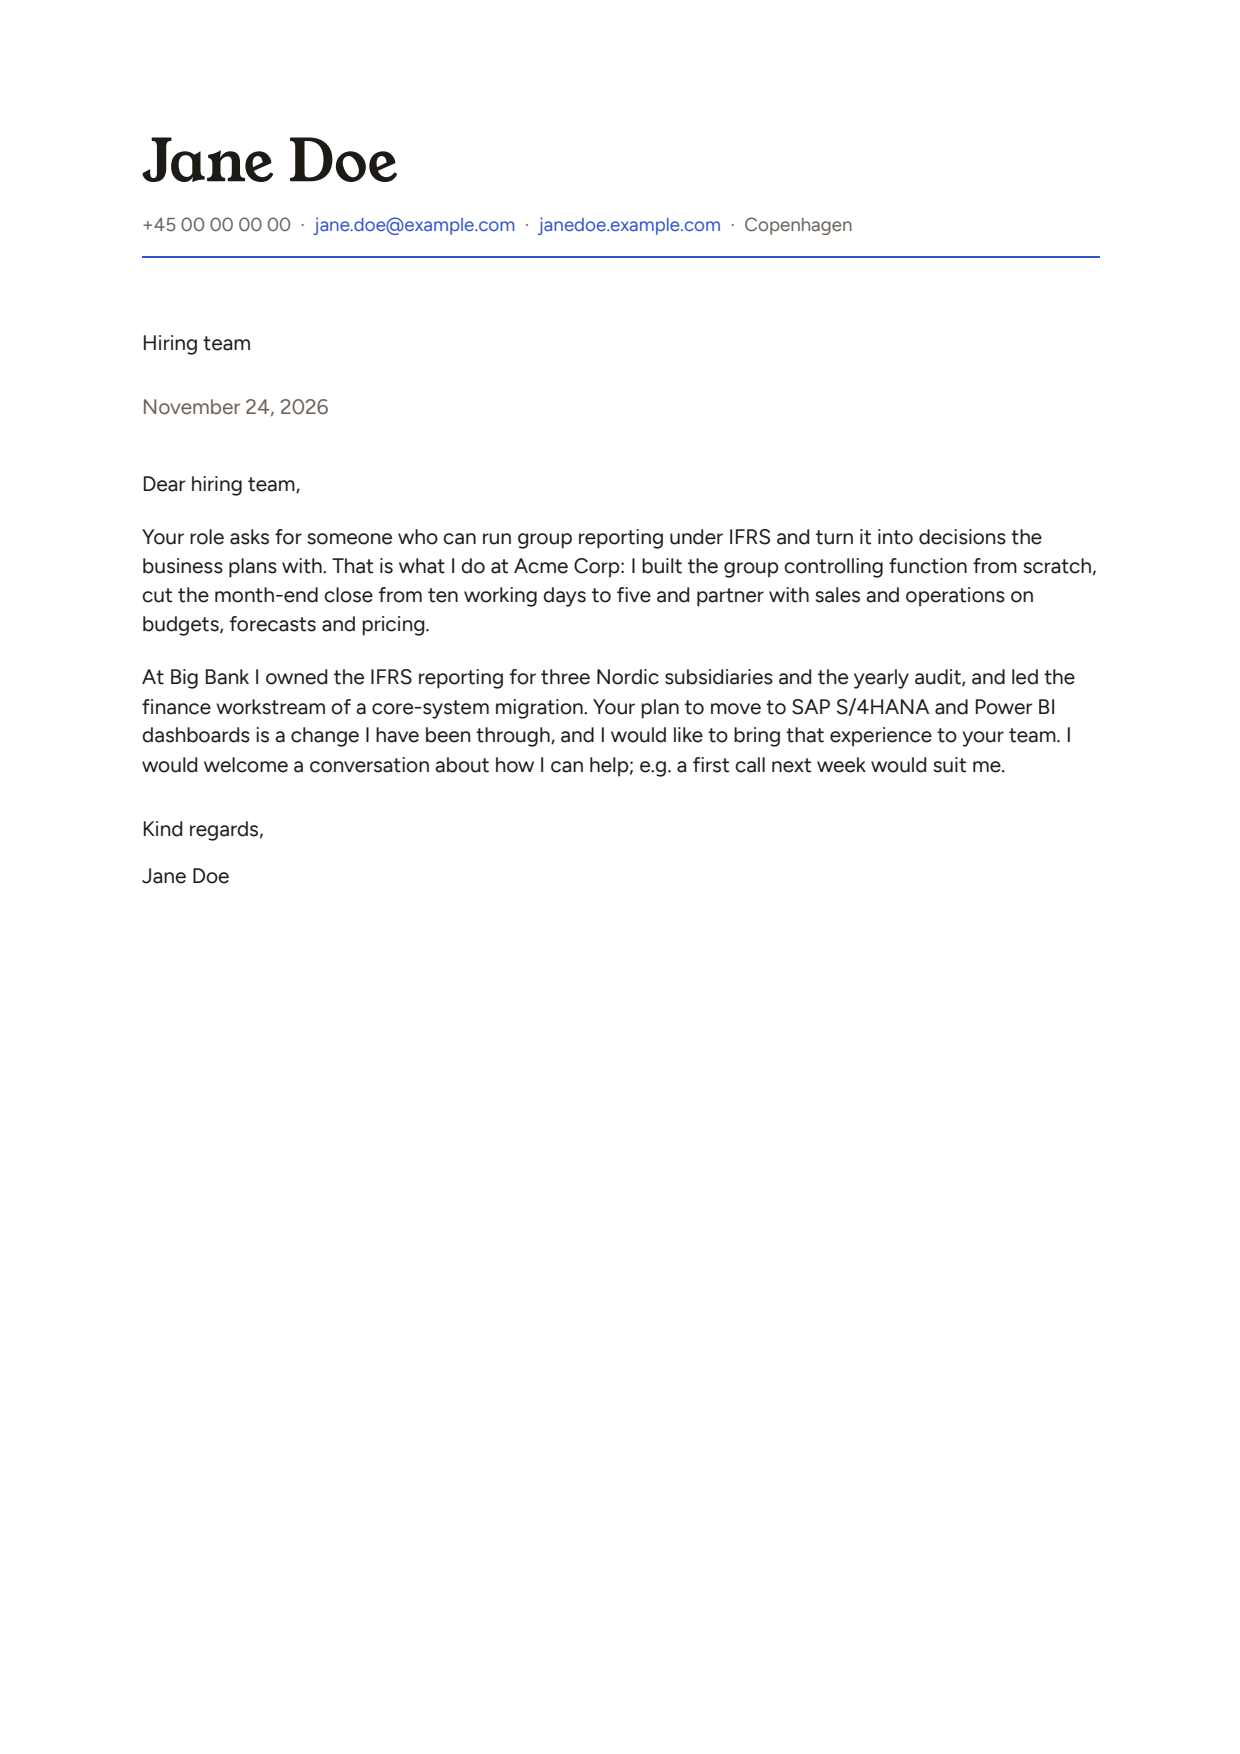 Jane Doe
+45 00 00 00 00 · jane.doe@example.com · janedoe.example.com · Copenhagen
Hiring team
November 24, 2026
Dear hiring team,
Your role asks for someone who can run group reporting under IFRS and turn it into decisions the
business plans with. That is what I do at Acme Corp: I built the group controlling function from scratch,
cut the month-end close from ten working days to five and partner with sales and operations on
budgets, forecasts and pricing.
At Big Bank I owned the IFRS reporting for three Nordic subsidiaries and the yearly audit, and led the
finance workstream of a core-system migration. Your plan to move to SAP S/4HANA and Power BI
dashboards is a change I have been through, and I would like to bring that experience to your team. I
would welcome a conversation about how I can help; e.g. a first call next week would suit me.
Kind regards,
Jane Doe